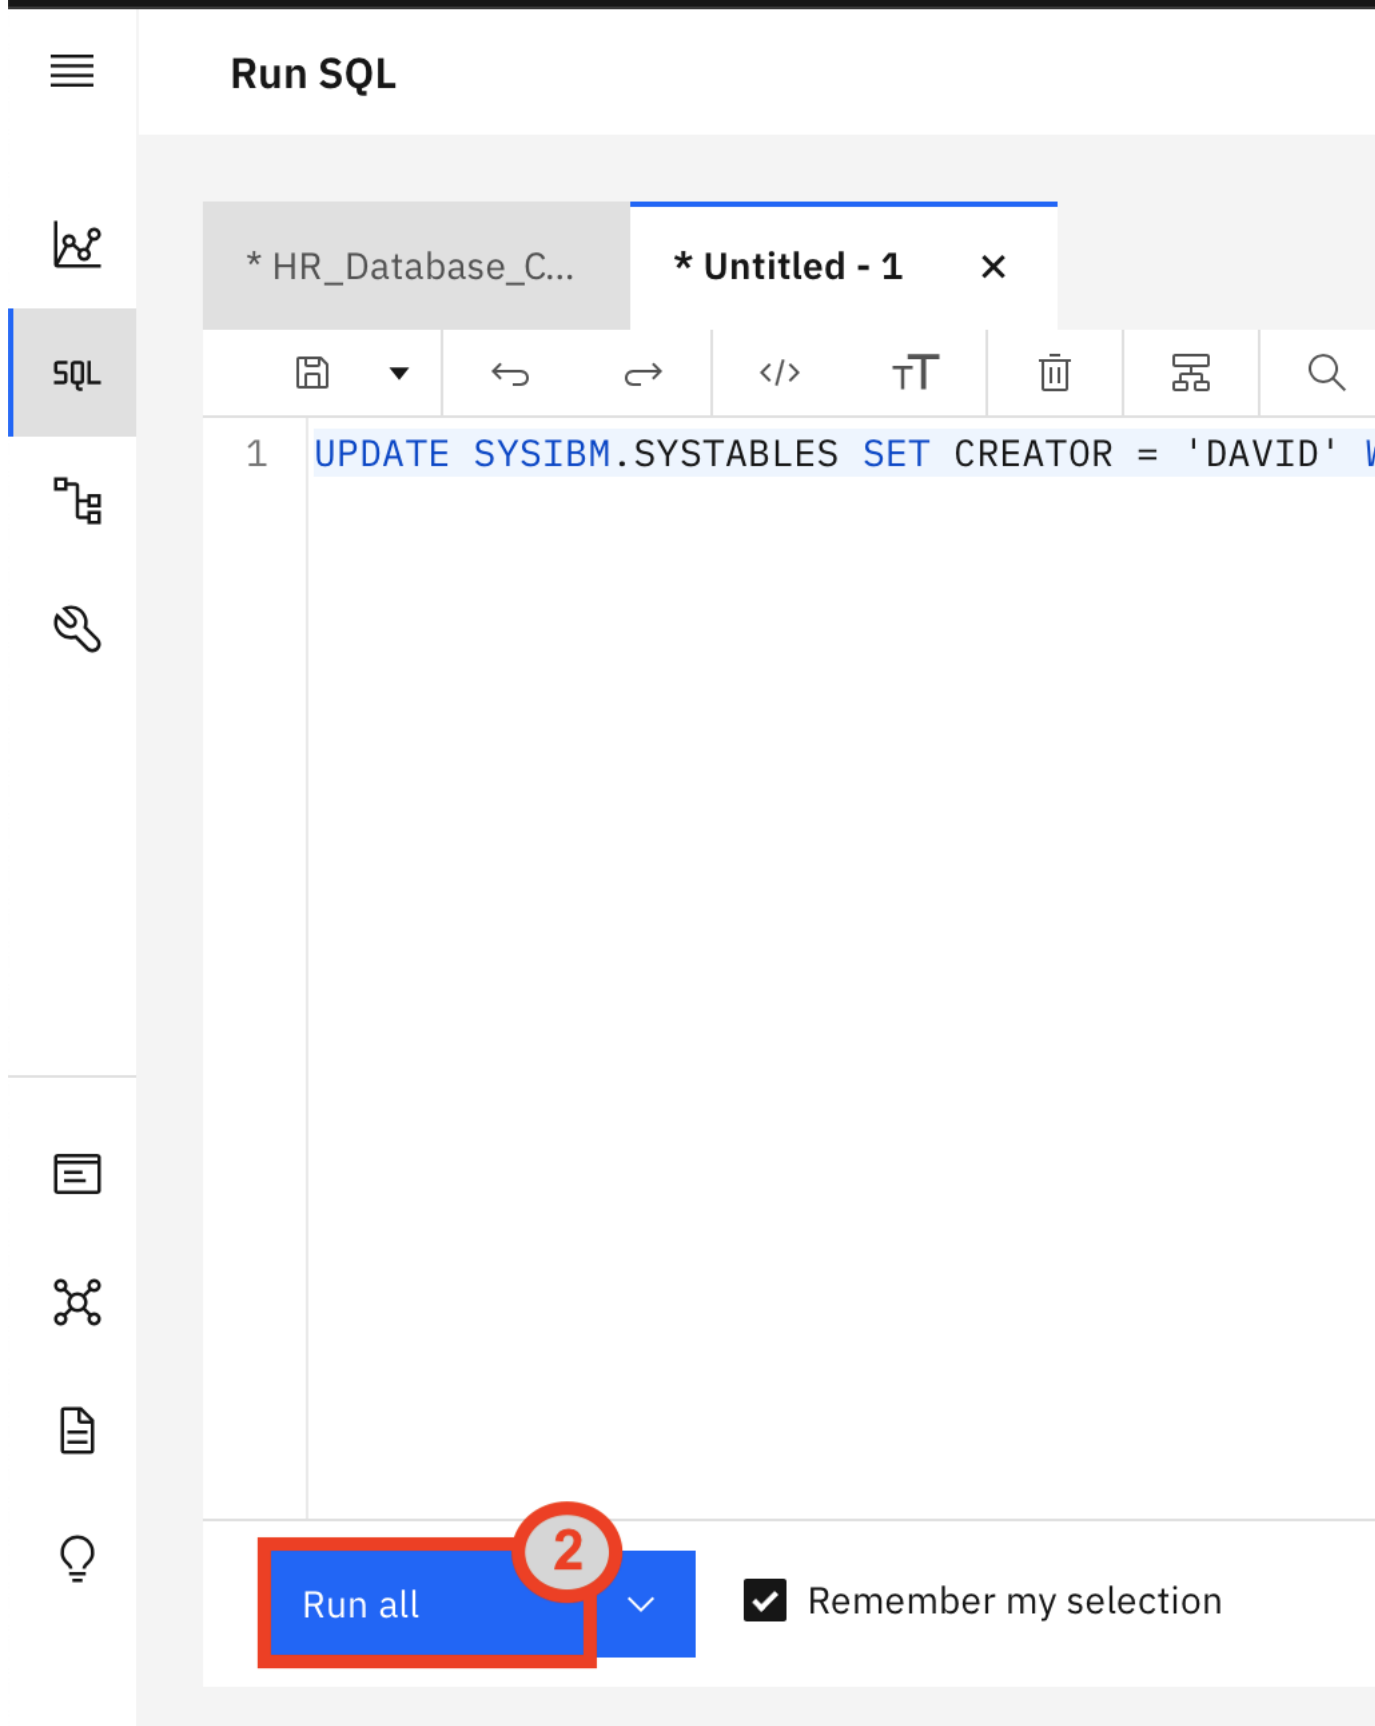 Run SQL
* HR_Database_C...
* Untitled - 1
SQL
1 UPDATE SYSIBM.SYSTABLES SET CREATOR = 'DAVID'
2
Run all
Remember my selection